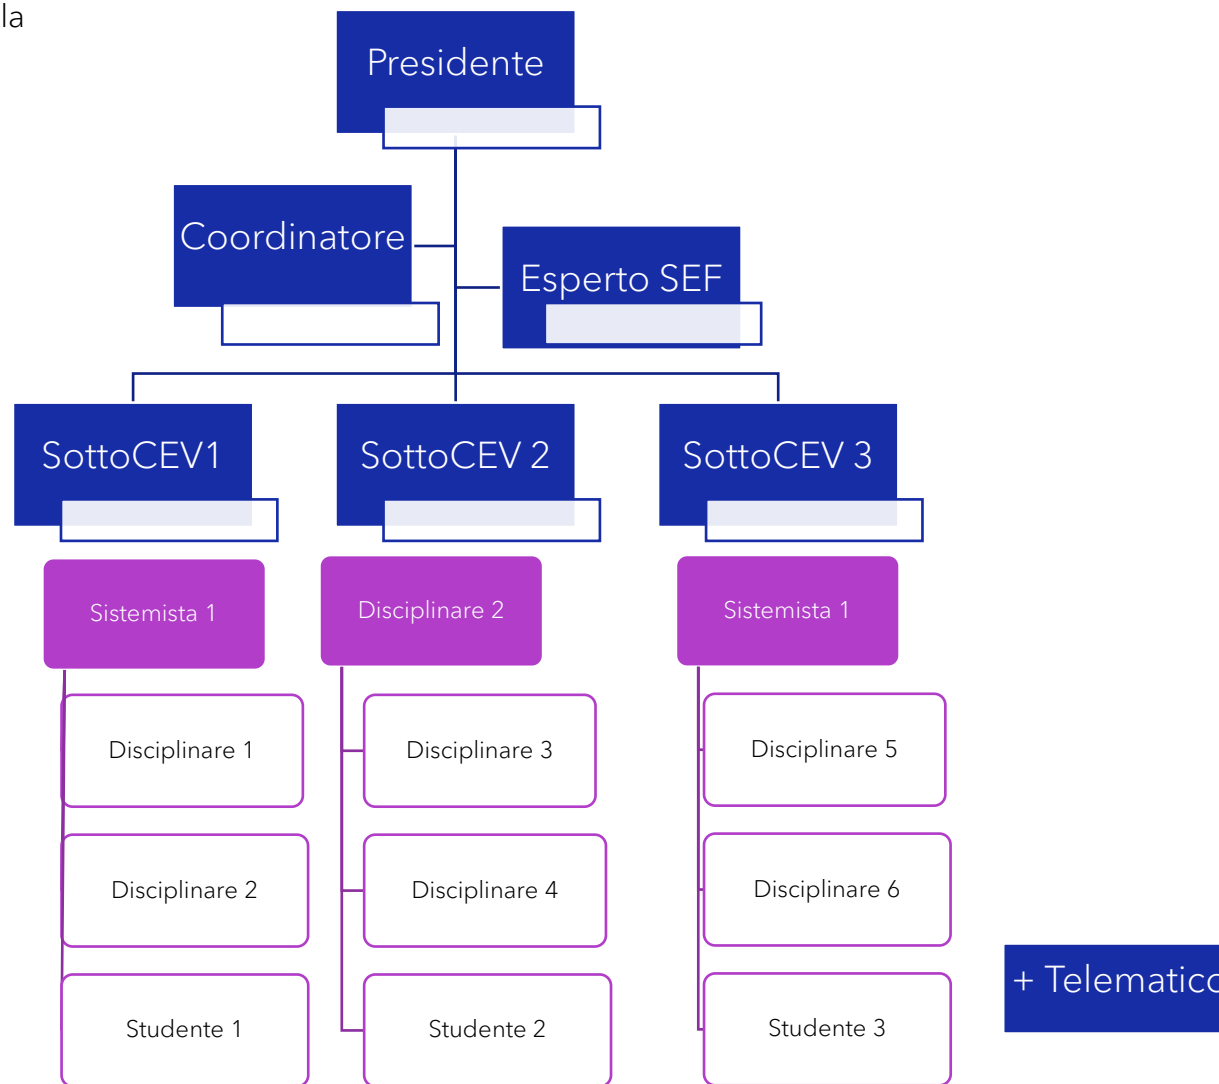 la
Presidente
Coordinatore
Esperto SEF
SottoCEV1
SottoCEV 2
SottoCEV 3
Sistemista 1
Disciplinare 2
Sistemista 1
Disciplinare 1
Disciplinare 3
Disciplinare 5
Disciplinare 2
Disciplinare 4
Disciplinare 6
+ Telematico
Studente 1
Studente 2
Studente 3